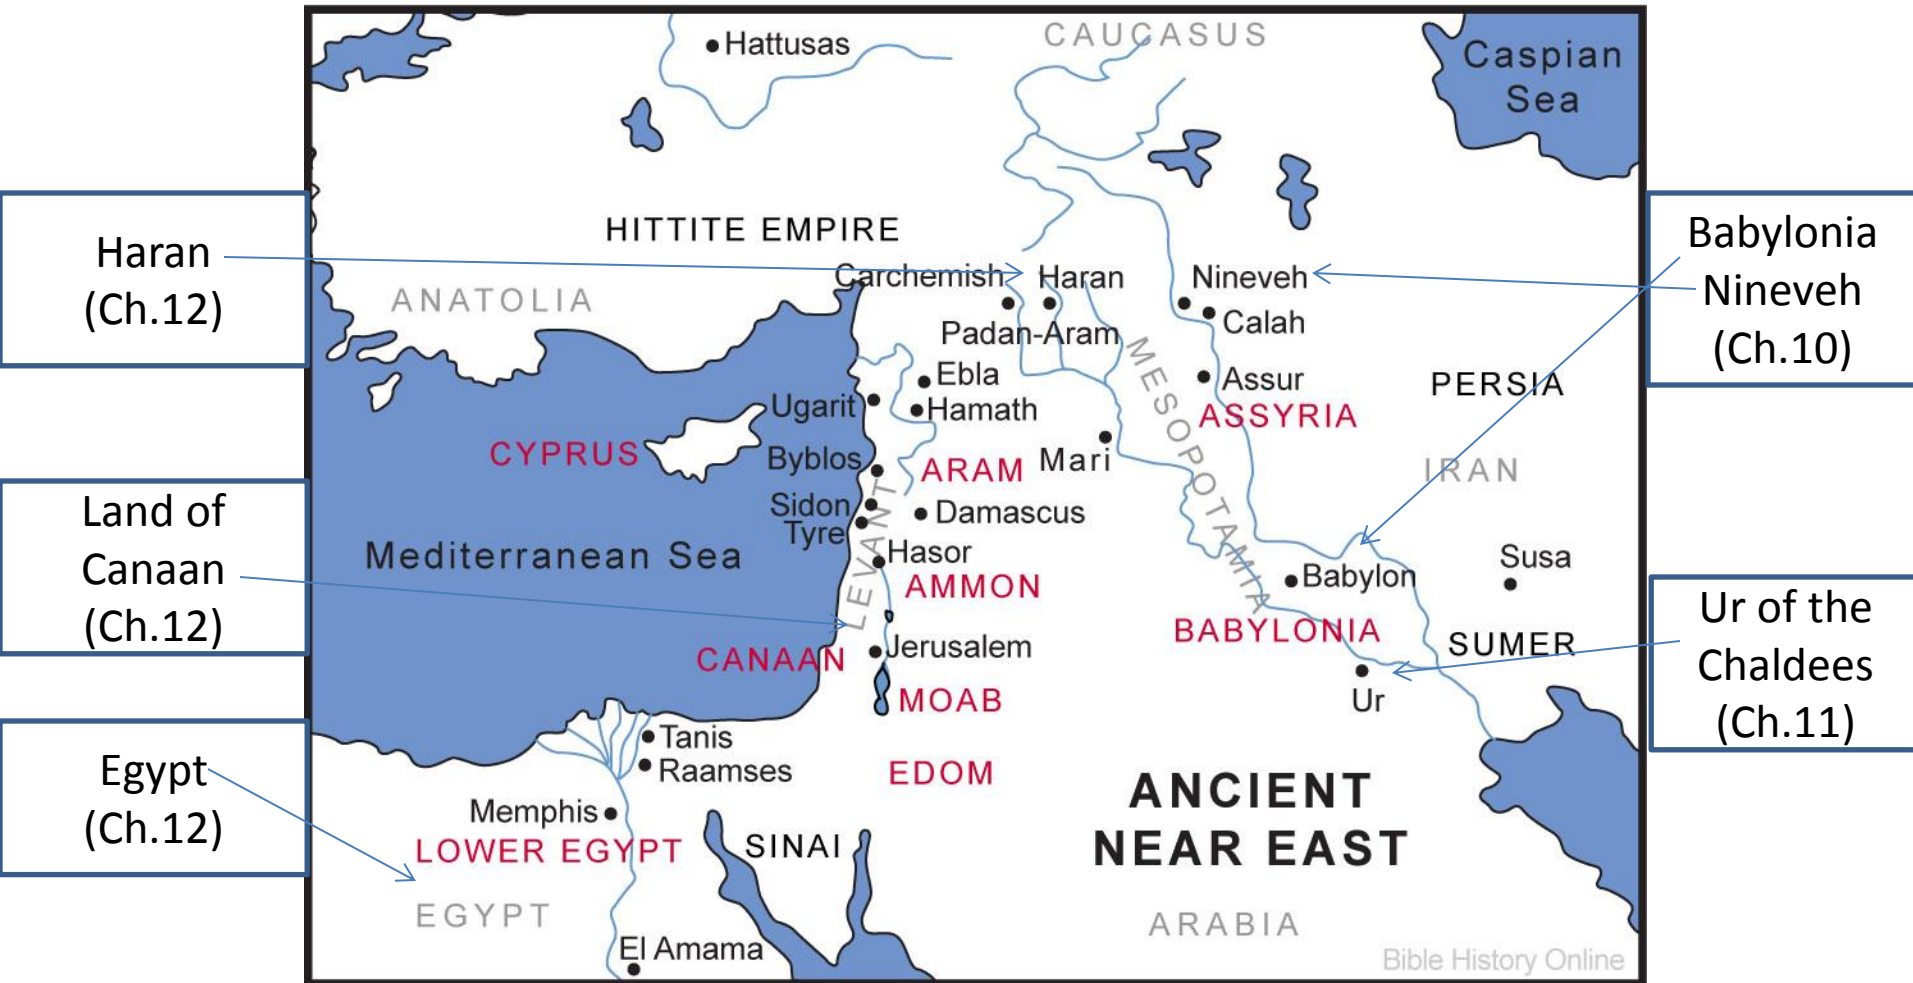 Haran
(Ch.12)
Land of
Canaan
(Ch.12)
Egypt
(Ch.12)
Hattusas
CAUCASUS
Caspian
Sea
HITTITE EMPIRE
ANATOLIA
Carchemish
Haran
Nineveh
Padan-Aram
Calah
MESOPOTAMIA
Ebla
Assur
PERSIA
Ugarit
Hamath
ASSYRIA
CYPRUS
Byblos
ARAM
Mari
IRAN
Sidon
Damascus
Tyre
LEVANT
Mediterranean Sea
Hasor
Susa
AMMON
Babylon
BABYLONIA
SUMER
CANAAN
Jerusalem
MOAB
Ur
Tanis
Raamses
EDOM
Memphis
LOWER EGYPT
SINAI
ANCIENT
NEAR EAST
EGYPT
ARABIA
El Amama
Bible History Online
Babylonia
Nineveh
(Ch.10)
Ur of the
Chaldees
(Ch.11)